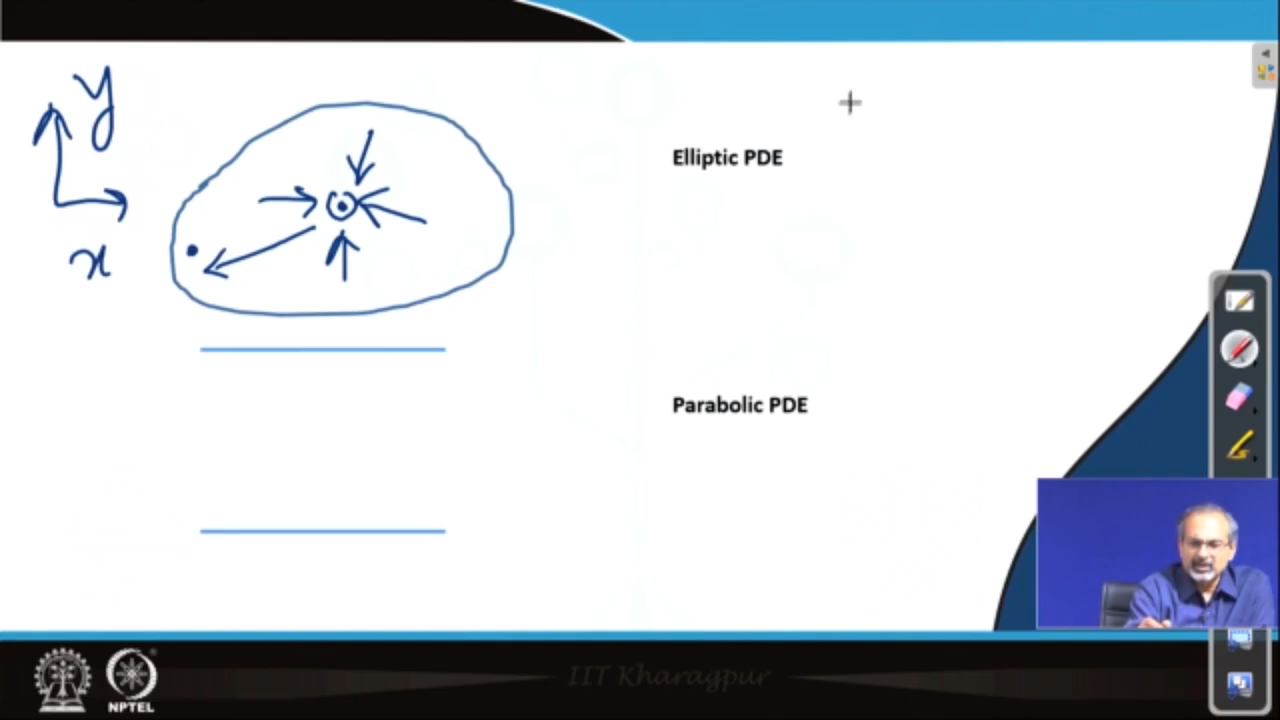 y
x
Elliptic PDE
Parabolic PDE
IIT Kharagpur
NPTEL